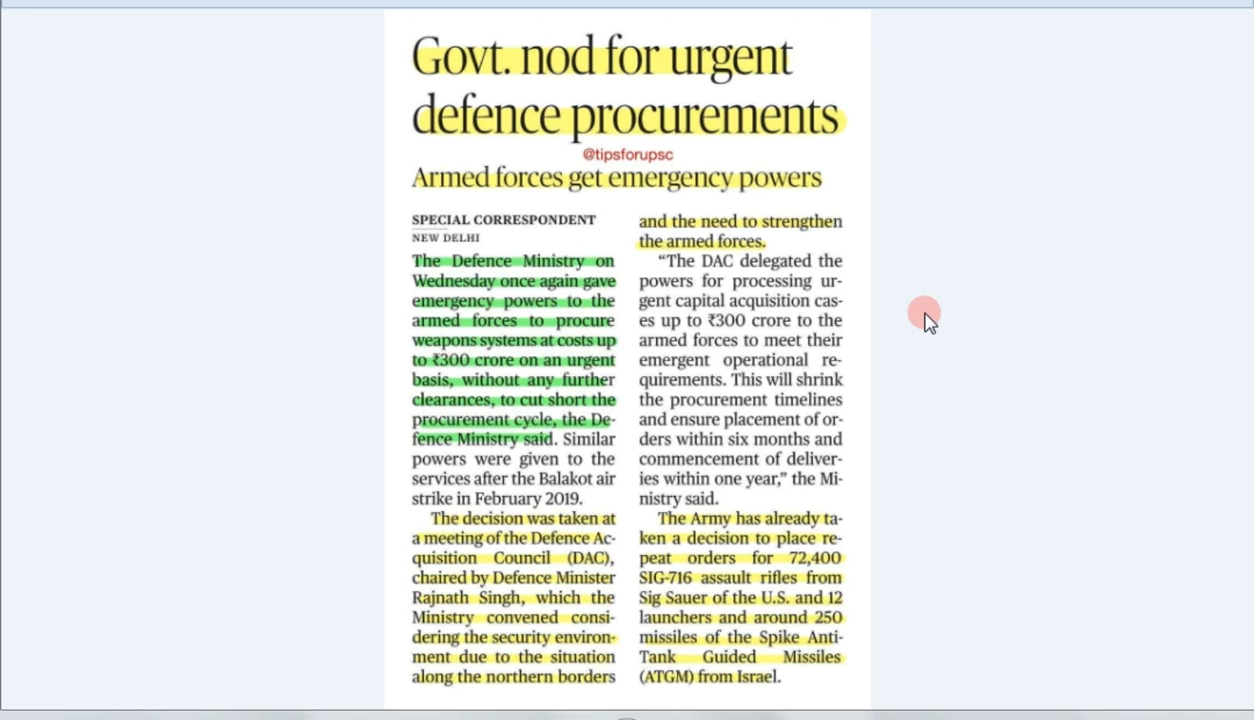 Govt. nod for urgent
defence procurements
@tipsforupsc
Armed forces get emergency powers
SPECIAL CORRESPONDENT
NEW DELHI
The Defence Ministry on
Wednesday once again gave
emergency powers to the
armed forces to procure
weapons systems at costs up
to ₹300 crore on an urgent
basis, without any further
clearances, to cut short the
procurement cycle, the De-
fence Ministry said. Similar
powers were given to the
services after the Balakot air
strike in February 2019.
The decision was taken at
a meeting of the Defence Ac-
quisition Council (DAC),
chaired by Defence Minister
Rajnath Singh, which the
Ministry convened consi-
dering the security environ-
ment due to the situation
along the northern borders
and the need to strengthen
the armed forces.
“The DAC delegated the
powers for processing ur-
gent capital acquisition cas-
es up to ₹300 crore to the
armed forces to meet their
emergent operational re-
quirements. This will shrink
the procurement timelines
and ensure placement of or-
ders within six months and
commencement of deliver-
ies within one year,” the Mi-
nistry said.
The Army has already ta-
ken a decision to place re-
peat orders for 72,400
SIG-716 assault rifles from
Sig Sauer of the U.S. and 12
launchers and around 250
missiles of the Spike Anti-
Tank Guided Missiles
(ATGM) from Israel.